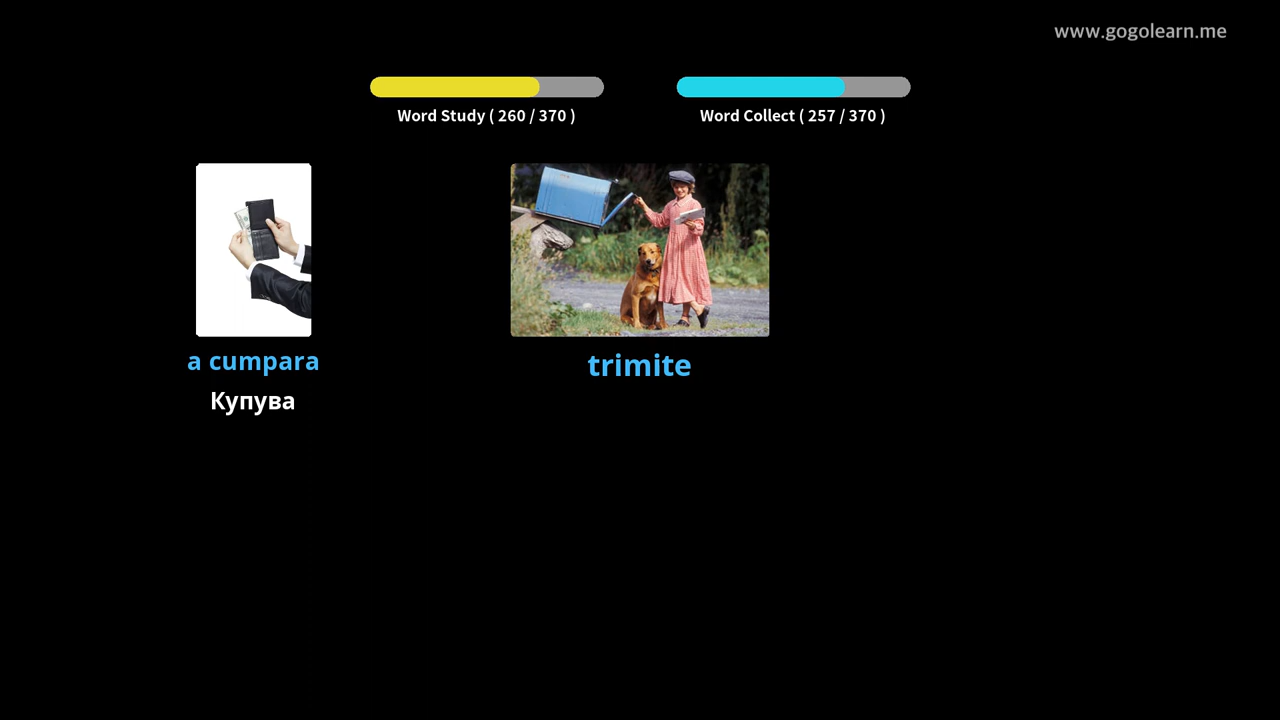 www.gogolearn.me
Word Study ( 260 / 370 )
Word Collect ( 257 / 370 )
a cumpara
Купува
trimite